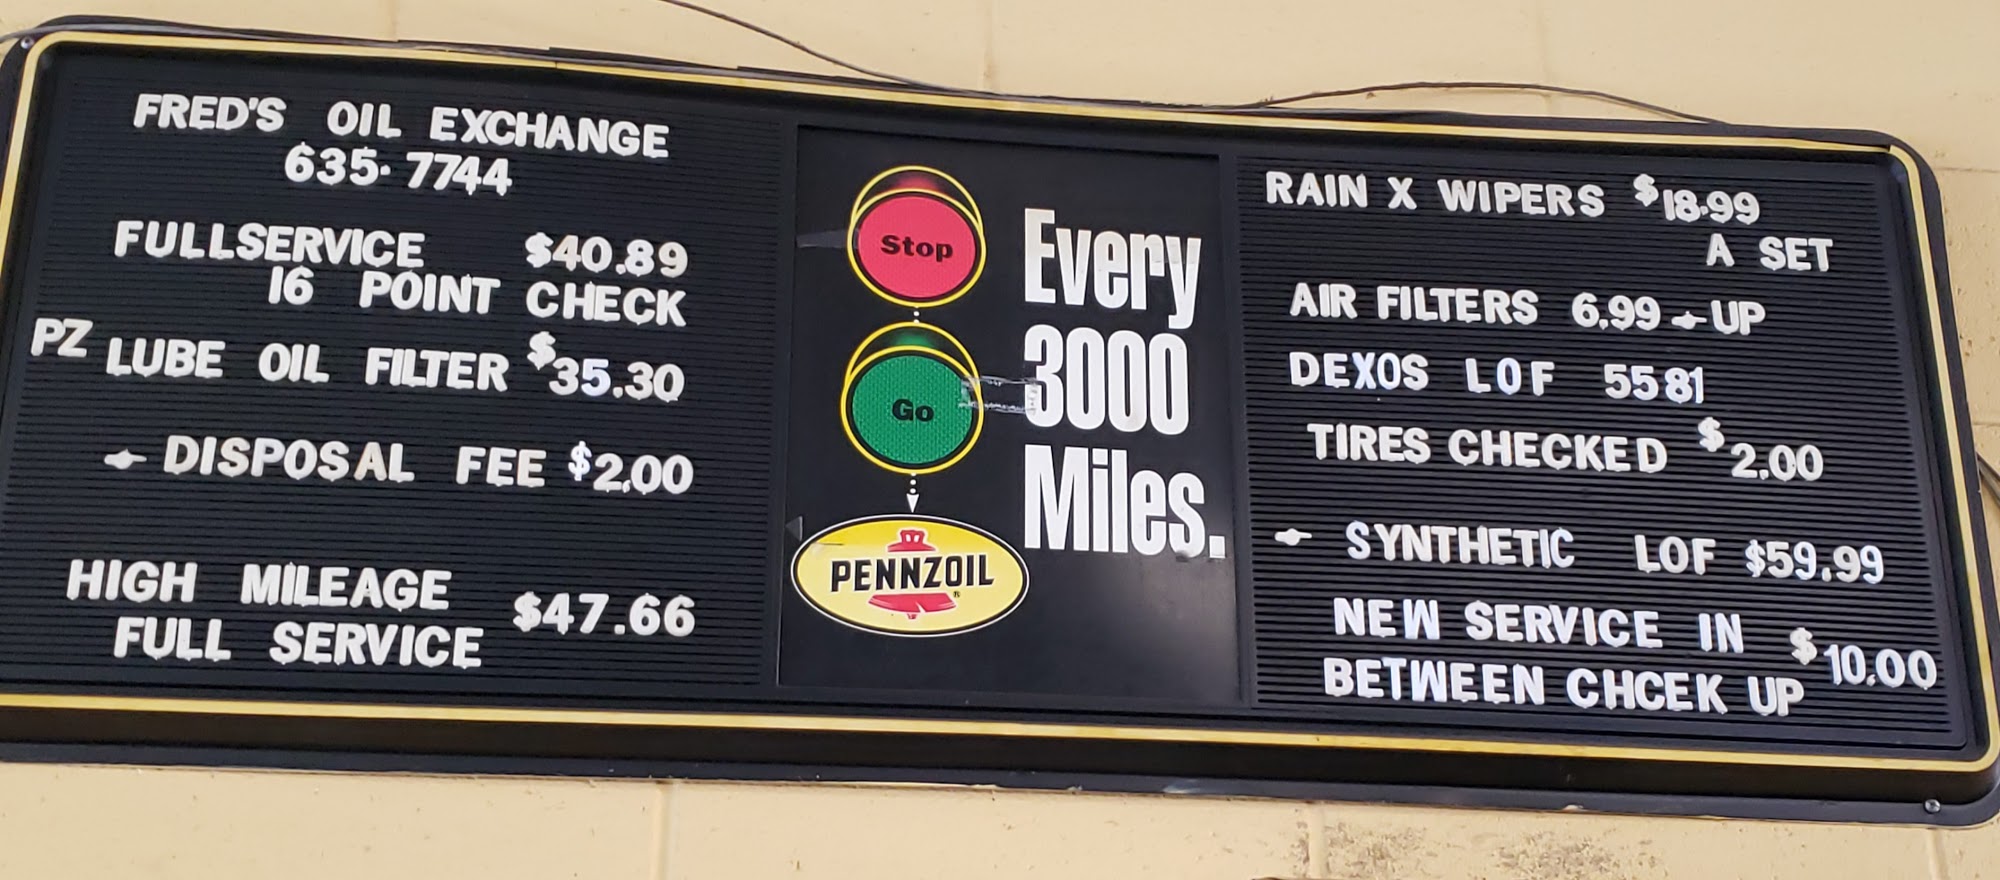 FRED'S OIL EXCHANGE
635-7744
FULLSERVICE $40.89
16 POINT CHECK
PZ LUBE OIL FILTER $35.30
DISPOSAL FEE $2.00
HIGH MILEAGE
FULL SERVICE $47.66
Stop
Go
PENNZOIL®
Every
3000
Miles.
RAIN X WIPERS $18.99
A SET
AIR FILTERS 6.99 UP
DEXOS LOF 55 81
TIRES CHECKED $2.00
SYNTHETIC LOF $59.99
NEW SERVICE IN
BETWEEN CHCEK UP $10.00